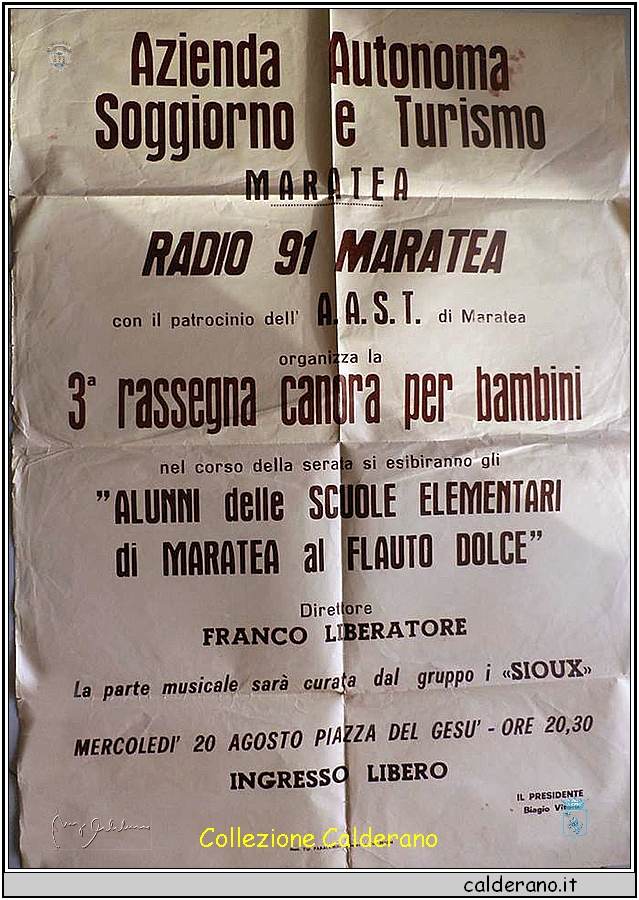 Azienda Autonoma
Soggiorno e Turismo
MARATEA
RADIO 91 MARATEA
con il patrocinio dell' A.A.S.T. di Maratea
organizza la
3ª rassegna canora per bambini
nel corso della serata si esibiranno gli
"ALUNNI delle SCUOLE ELEMENTARI
di MARATEA al FLAUTO DOLCE"
Direttore
FRANCO LIBERATORE
La parte musicale sarà curata dal gruppo i «SIOUX»
MERCOLEDI' 20 AGOSTO PIAZZA DEL GESU' - ORE 20,30
INGRESSO LIBERO
IL PRESIDENTE
Biagio
Collezione Calderano
calderano.it